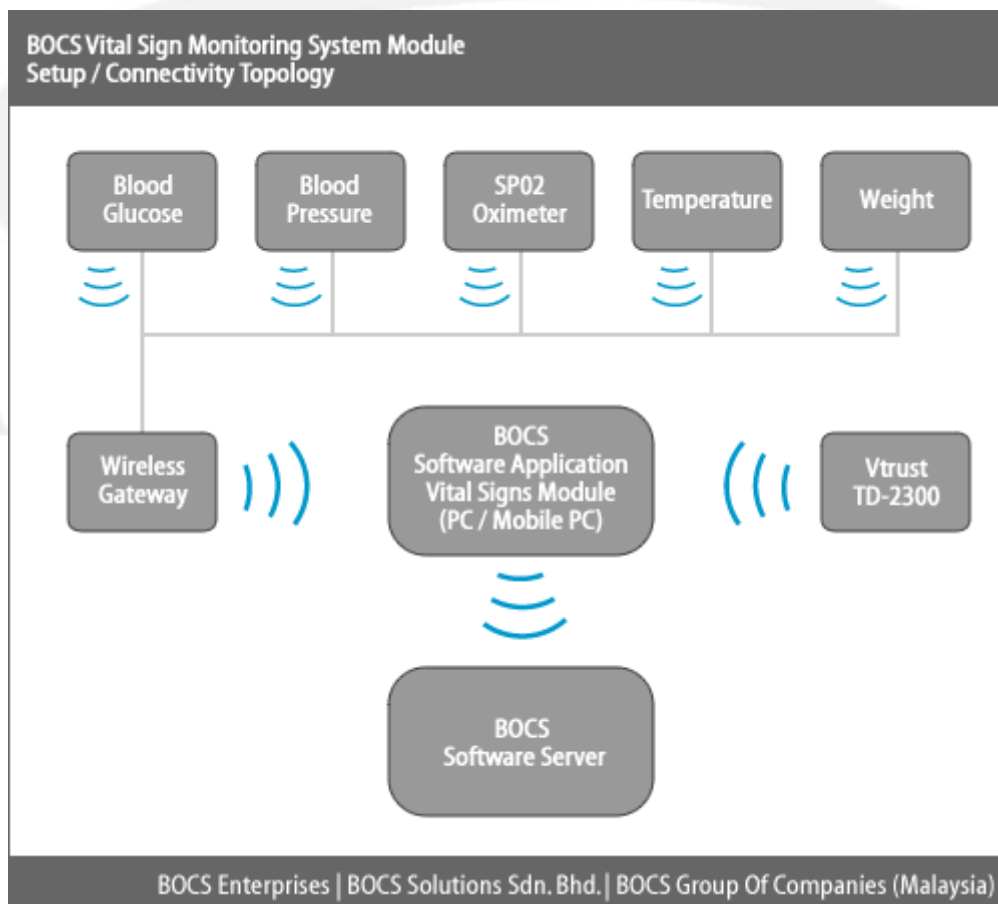 BOCS Vital Sign Monitoring System Module
Setup / Connectivity Topology
Blood
Glucose
Blood
Pressure
SP02
Oximeter
Temperature
Weight
Wireless
Gateway
BOCS
Software Application
Vital Signs Module
(PC / Mobile PC)
Vtrust
TD-2300
BOCS
Software Server
BOCS Enterprises | BOCS Solutions Sdn. Bhd. | BOCS Group Of Companies (Malaysia)